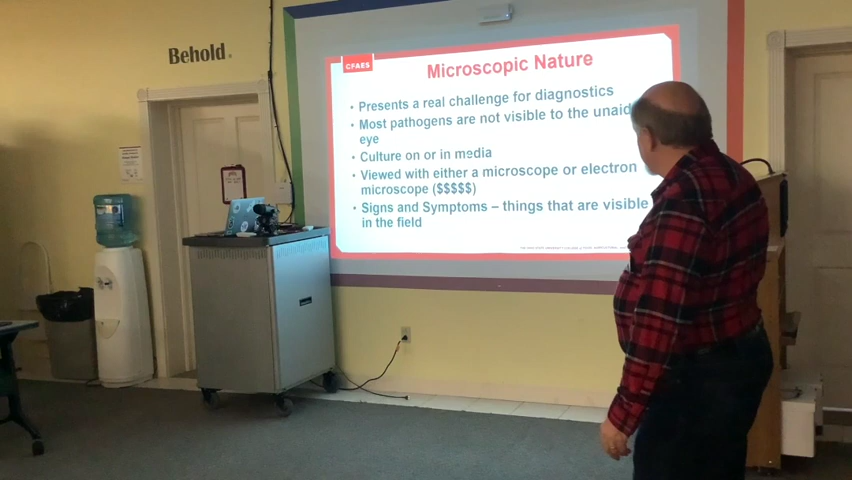 Behold.
CFAES
Microscopic Nature
• Presents a real challenge for diagnostics
• Most pathogens are not visible to the unaid
eye
• Culture on or in media
• Viewed with either a microscope or electron
microscope ($$$$$)
• Signs and Symptoms – things that are visible
in the field